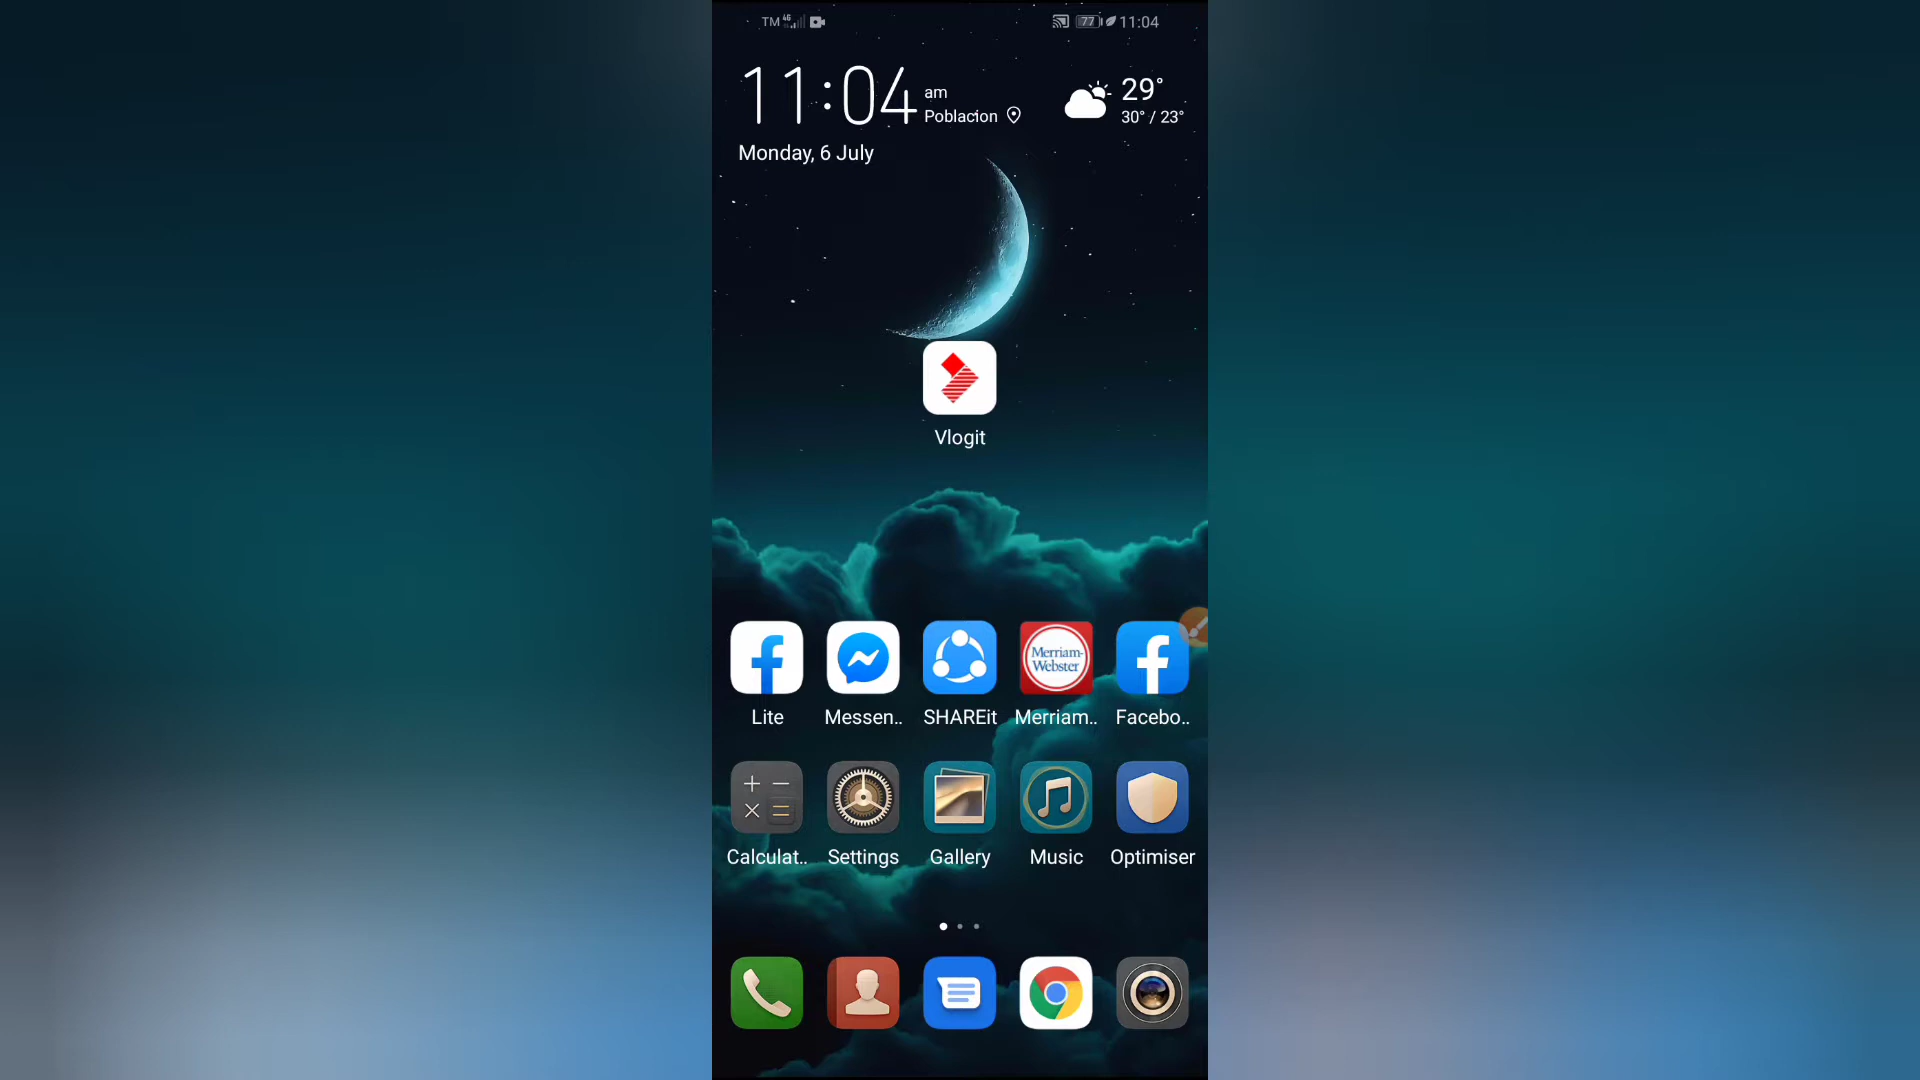 TM 4G 77 11:04
11:04 am 29°
Poblacion 30° / 23°
Monday, 6 July
Vlogit
Merriam-
Webster
Lite Messen.. SHAREit Merriam.. Facebo..
Calculat.. Settings Gallery Music Optimiser